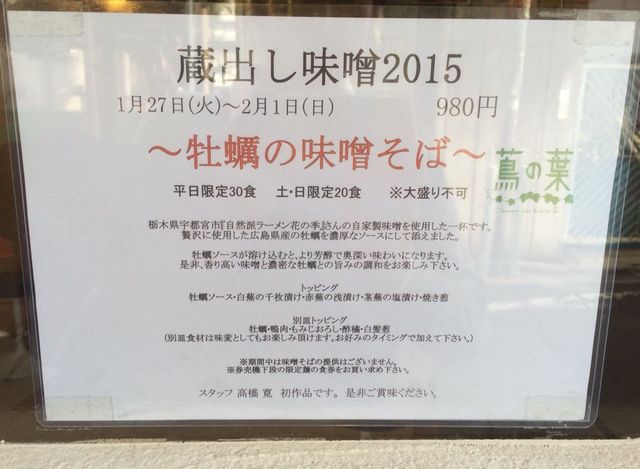 蔵出し味噌2015
1月27日(火)～2月1日(日) 980円
～牡蠣の味噌そば～
蔦の葉
平日限定30食 土・日限定20食 ※大盛り不可
栃木県宇都宮市『自然派ラーメン花の季』さんの自家製味噌を使用した一杯です。
贅沢に使用した広島県産の牡蠣を濃厚なソースにして添えました。
牡蠣ソースが溶け込むと、より芳醇で奥深い味わいになります。
是非、香り高い味噌と濃密な牡蠣との旨みの調和をお楽しみ下さい。
トッピング
牡蠣ソース・白蕪の千枚漬け・赤蕪の浅漬け・茎蕪の塩漬け・焼き葱
別皿トッピング
牡蠣・鴨肉・もみじおろし・酢橘・白髪葱
(別皿食材は味変としてもお楽しみ頂けます。お好みのタイミングで加えて下さい。)
※期間中は味噌そばの提供はございません。
※券売機下段の限定麺の食券をお買い求め下さい。
スタッフ 高橋 寛 初作品です。是非ご賞味ください。